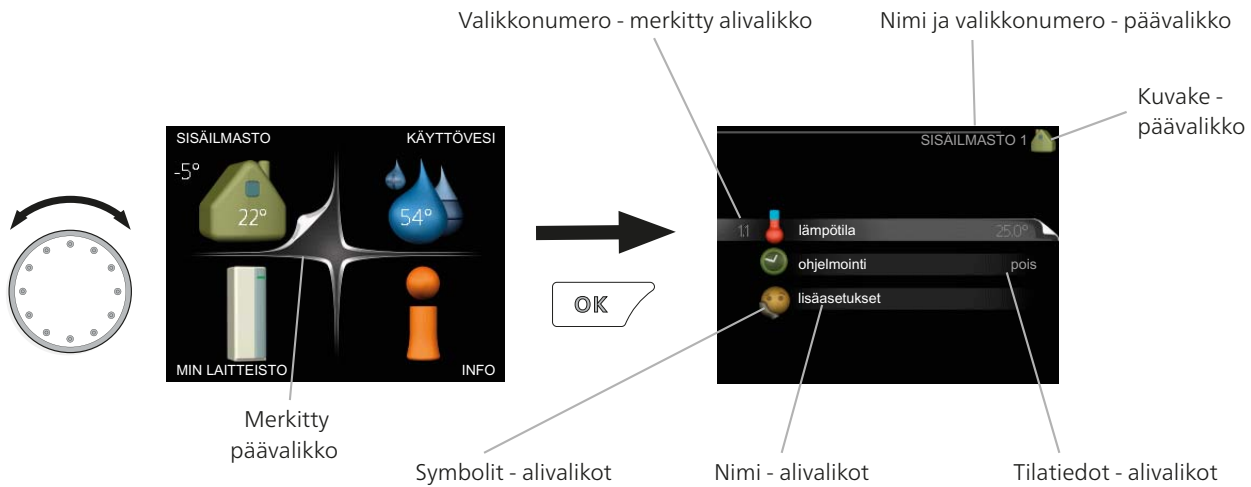 Valikkonumero - merkitty alivalikko
Nimi ja valikkonumero - päävalikko
Kuvake -
päävalikko
SISÄILMASTO
KÄYTTÖVESI
-5°
22°
54°
MIN LAITTEISTO
INFO
OK
SISÄILMASTO 1
1.1
lämpötila
25.0°
ohjelmointi
pois
lisäasetukset
Merkitty
päävalikko
Symbolit - alivalikot
Nimi - alivalikot
Tilatiedot - alivalikot